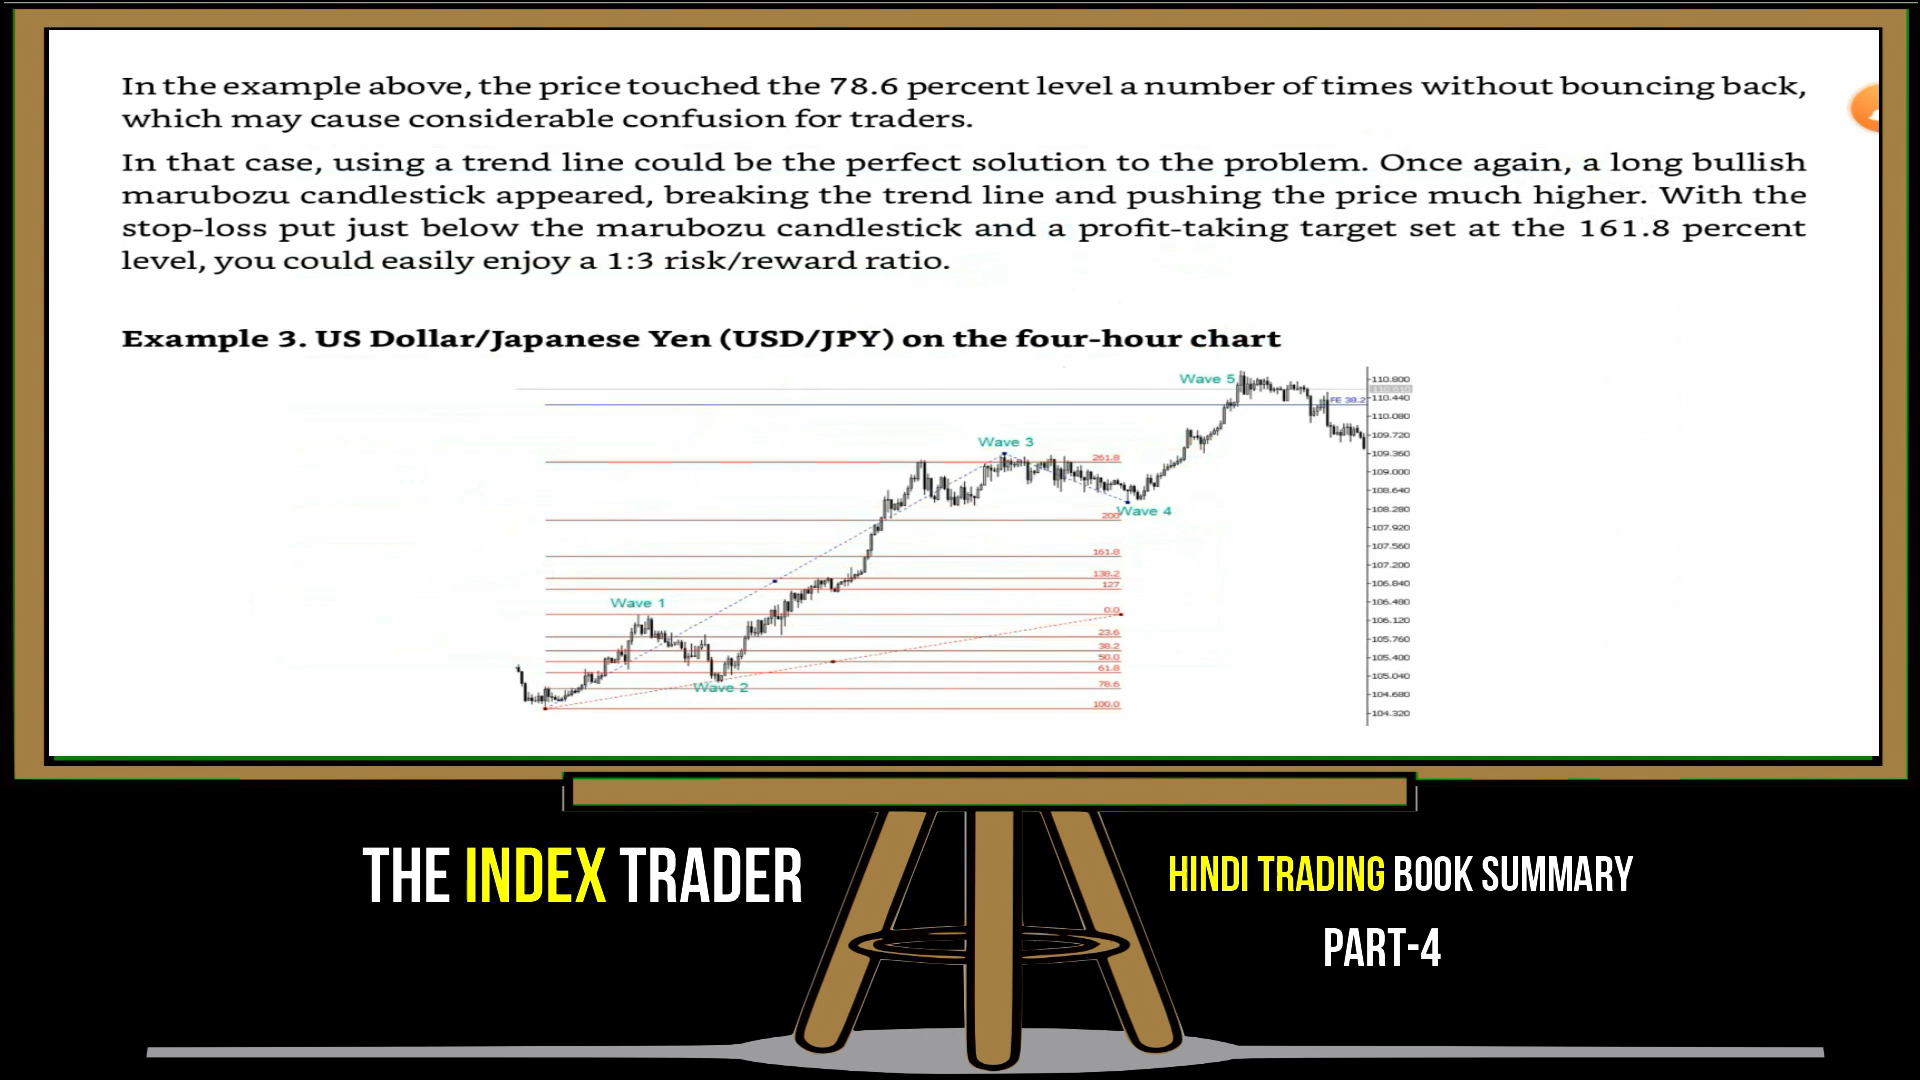 In the example above, the price touched the 78.6 percent level a number of times without bouncing back,
which may cause considerable confusion for traders.
In that case, using a trend line could be the perfect solution to the problem. Once again, a long bullish
marubozu candlestick appeared, breaking the trend line and pushing the price much higher. With the
stop-loss put just below the marubozu candlestick and a profit-taking target set at the 161.8 percent
level, you could easily enjoy a 1:3 risk/reward ratio.
Example 3. US Dollar/Japanese Yen (USD/JPY) on the four-hour chart
Wave 5
110.800
FE 38.2
110.440
110.080
109.720
Wave 3
109.360
261.8
109.000
108.640
Wave 4
108.280
200
107.920
107.560
161.8
107.200
138.2
106.840
127
Wave 1
106.480
0.0
106.120
23.6
105.760
38.2
50.0
105.400
61.8
105.040
Wave 2
78.6
104.680
100.0
104.320
THE INDEX TRADER
HINDI TRADING BOOK SUMMARY
PART-4